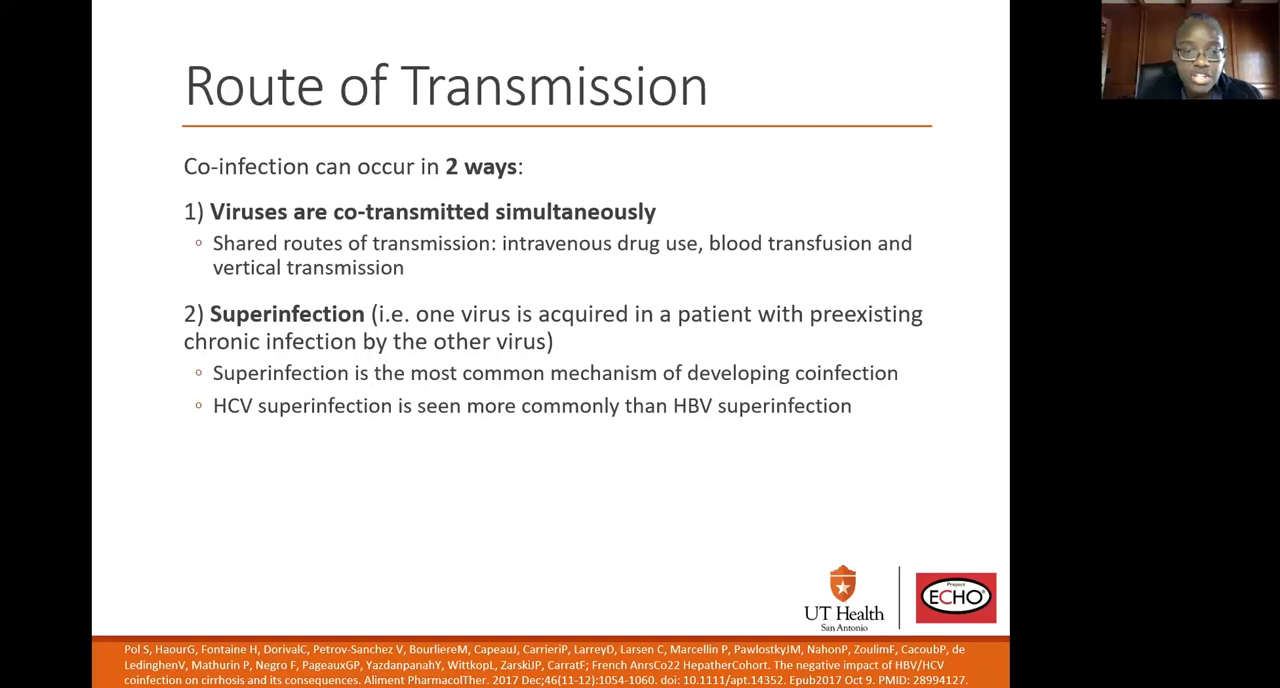 Route of Transmission
Co-infection can occur in 2 ways:
1) Viruses are co-transmitted simultaneously
◦ Shared routes of transmission: intravenous drug use, blood transfusion and
vertical transmission
2) Superinfection (i.e. one virus is acquired in a patient with preexisting
chronic infection by the other virus)
◦ Superinfection is the most common mechanism of developing coinfection
◦ HCV superinfection is seen more commonly than HBV superinfection
UT Health
San Antonio
Project
ECHO®
Pol S, HaourG, Fontaine H, DorivalC, Petrov-Sanchez V, BourliereM, CapeauJ, CarrieriP, LarreyD, Larsen C, Marcellin P, PawlostkyJM, NahonP, ZoulimF, CacoubP, de
LedinghenV, Mathurin P, Negro F, PageauxGP, YazdanpanahY, WittkopL, ZarskiJP, CarratF; French AnrsCo22 HepatherCohort. The negative impact of HBV/HCV
coinfection on cirrhosis and its consequences. Aliment PharmacolTher. 2017 Dec;46(11-12):1054-1060. doi: 10.1111/apt.14352. Epub2017 Oct 9. PMID: 28994127.